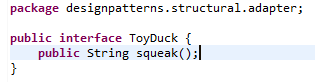 package designpatterns.structural.adapter;
public interface ToyDuck {
public String squeak();
}